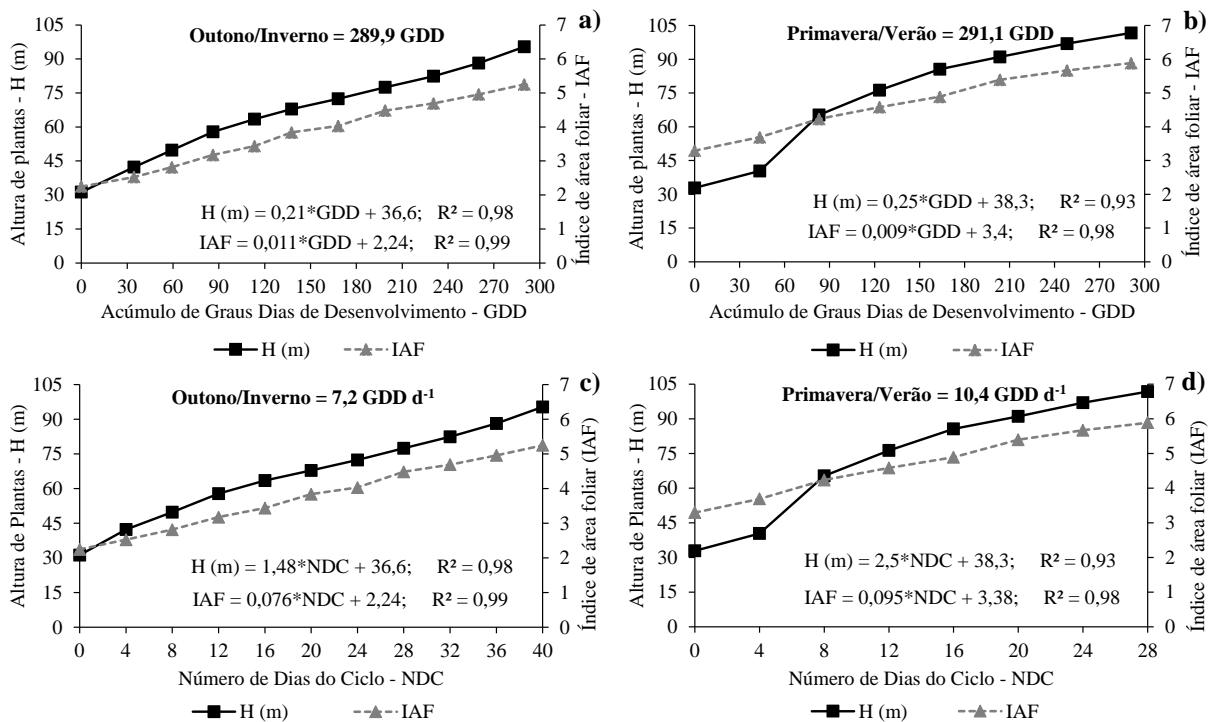 a)
Outono/Inverno = 289,9 GDD
Altura de plantas - H (m)
105
90
75
60
45
30
15
0
7
6
5
4
3
2
1
0
Índice de área foliar - IAF
H (m) = 0,21*GDD + 36,6; R² = 0,98
IAF = 0,011*GDD + 2,24; R² = 0,99
0 30 60 90 120 150 180 210 240 270 300
Acúmulo de Graus Dias de Desenvolvimento - GDD
H (m) IAF
b)
Primavera/Verão = 291,1 GDD
Altura de plantas - H (m)
105
90
75
60
45
30
15
0
7
6
5
4
3
2
1
0
Índice de área foliar - IAF
H (m) = 0,25*GDD + 38,3; R² = 0,93
IAF = 0,009*GDD + 3,4; R² = 0,98
0 30 60 90 120 150 180 210 240 270 300
Acúmulo de Graus Dias de Desenvolvimento - GDD
H (m) IAF
c)
Outono/Inverno = 7,2 GDD d-1
Altura de Plantas - H (m)
105
90
75
60
45
30
15
0
7
6
5
4
3
2
1
0
Índice de área foliar (IAF)
H (m) = 1,48*NDC + 36,6; R² = 0,98
IAF = 0,076*NDC + 2,24; R² = 0,99
0 4 8 12 16 20 24 28 32 36 40
Número de Dias do Ciclo - NDC
H (m) IAF
d)
Primavera/Verão = 10,4 GDD d-1
Altura de Plantas - H (m)
105
90
75
60
45
30
15
0
7
6
5
4
3
2
1
0
Índice de área foliar (IAF)
H (m) = 2,5*NDC + 38,3; R² = 0,93
IAF = 0,095*NDC + 3,38; R² = 0,98
0 4 8 12 16 20 24 28
Número de Dias do Ciclo - NDC
H (m) IAF